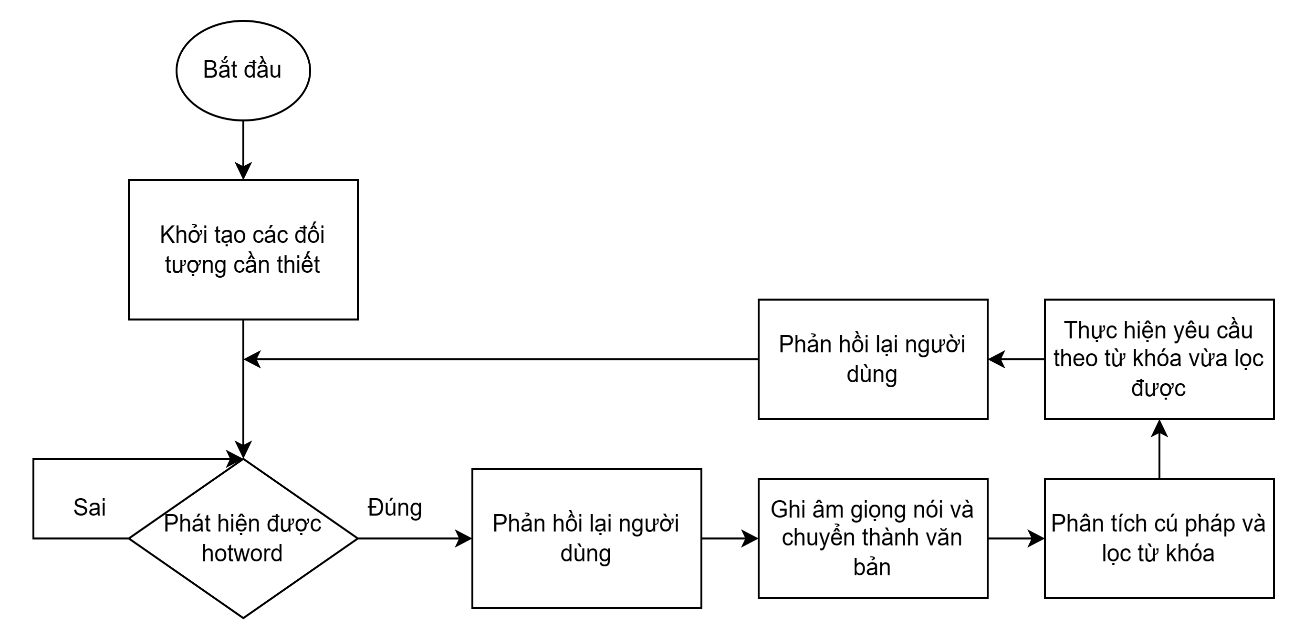 Bắt đầu
Khởi tạo các đối
tượng cần thiết
Phản hồi lại người
dùng
Thực hiện yêu cầu
theo từ khóa vừa lọc
được
Sai
Phát hiện được
hotword
Đúng
Phản hồi lại người
dùng
Ghi âm giọng nói và
chuyển thành văn
bản
Phân tích cú pháp và
lọc từ khóa